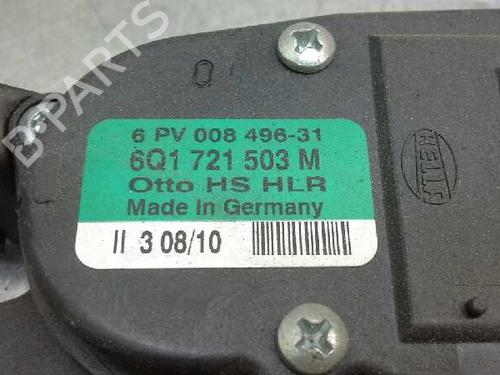 B-PARTS
0
6 PV 008 496-31
6Q1 721 503 M
Otto HS HLR
Made In Germany
II 3 08/10
HELLA